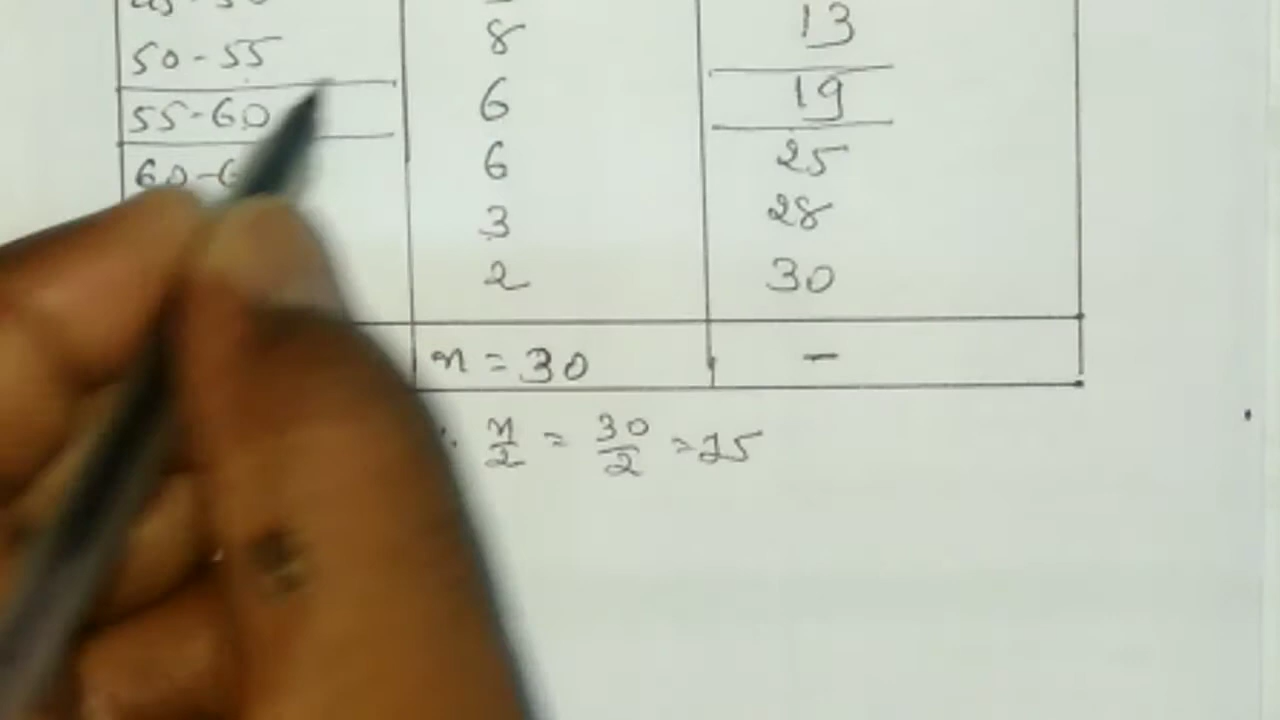 50-55 8 13
55-60 6 19
6 25
3 28
2 30
n = 30 -
n/2 = 30/2 = 15